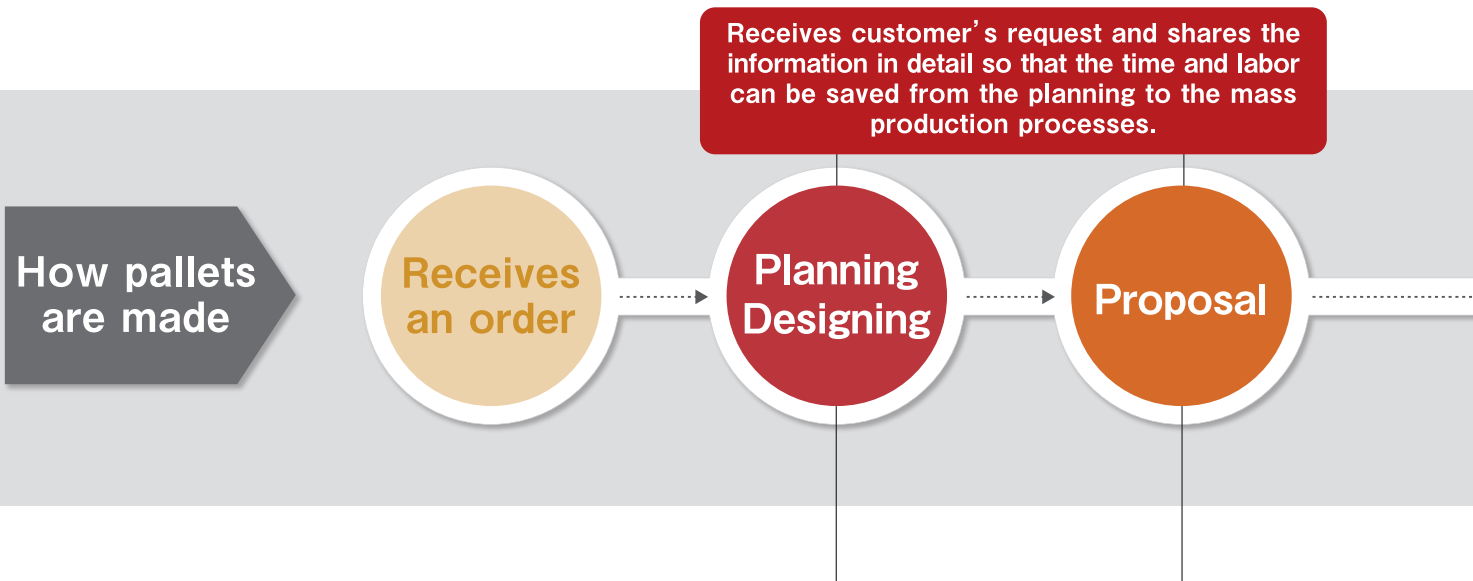 Receives customer’s request and shares the
information in detail so that the time and labor
can be saved from the planning to the mass
production processes.
How pallets
are made
Receives
an order
Planning
Designing
Proposal